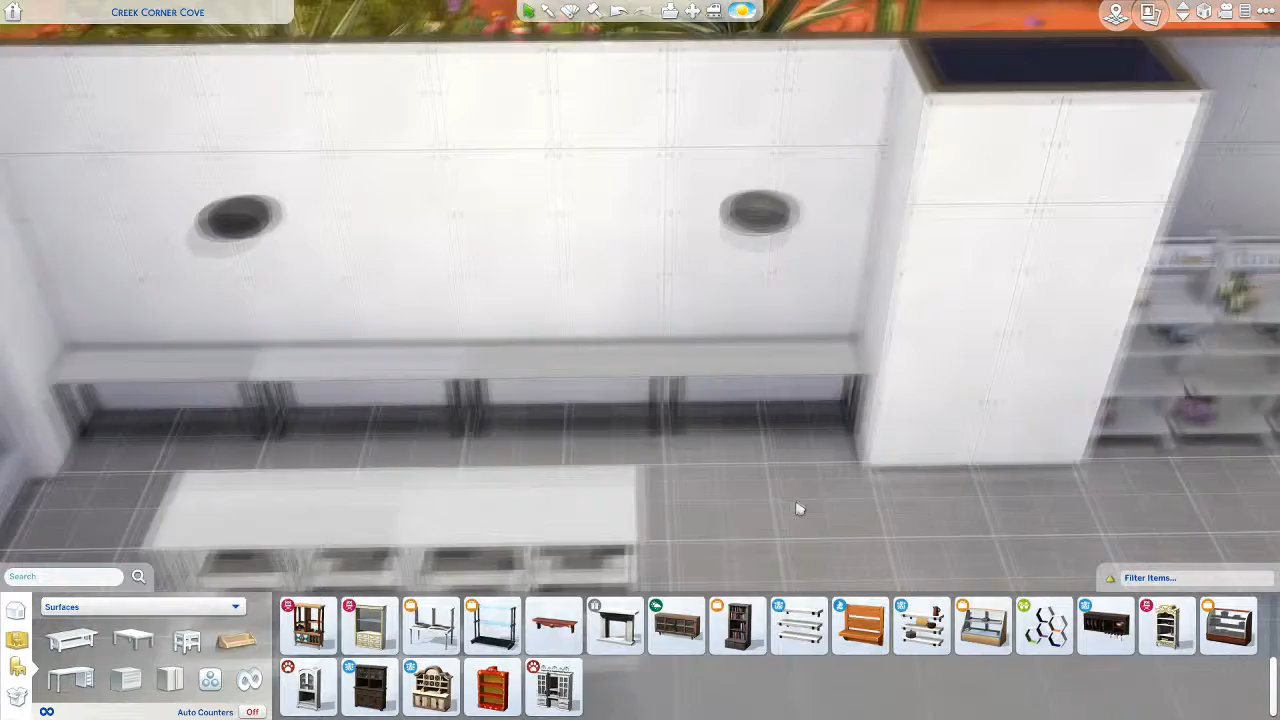 CREEK CORNER COVE
Search
Filter Items...
Surfaces
Auto Counters
Off